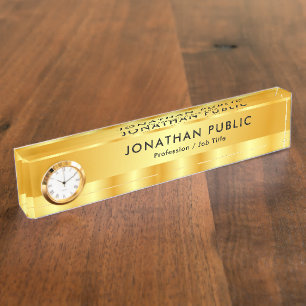 JONATHAN PUBLIC
Profession / Job Title